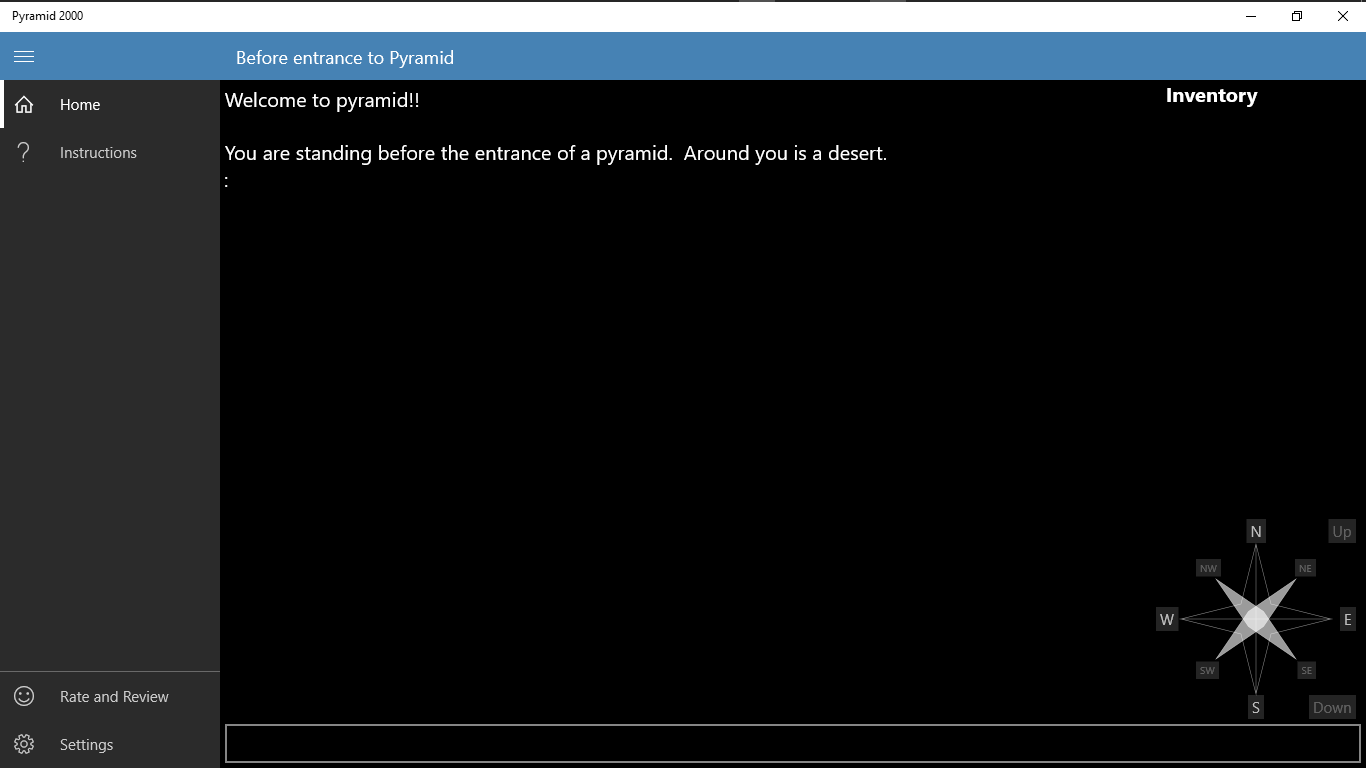 Pyramid 2000
Before entrance to Pyramid
Home
Instructions
Rate and Review
Settings
Welcome to pyramid!!
You are standing before the entrance of a pyramid.  Around you is a desert.
:
Inventory
N
Up
NW
NE
W
E
SW
SE
S
Down